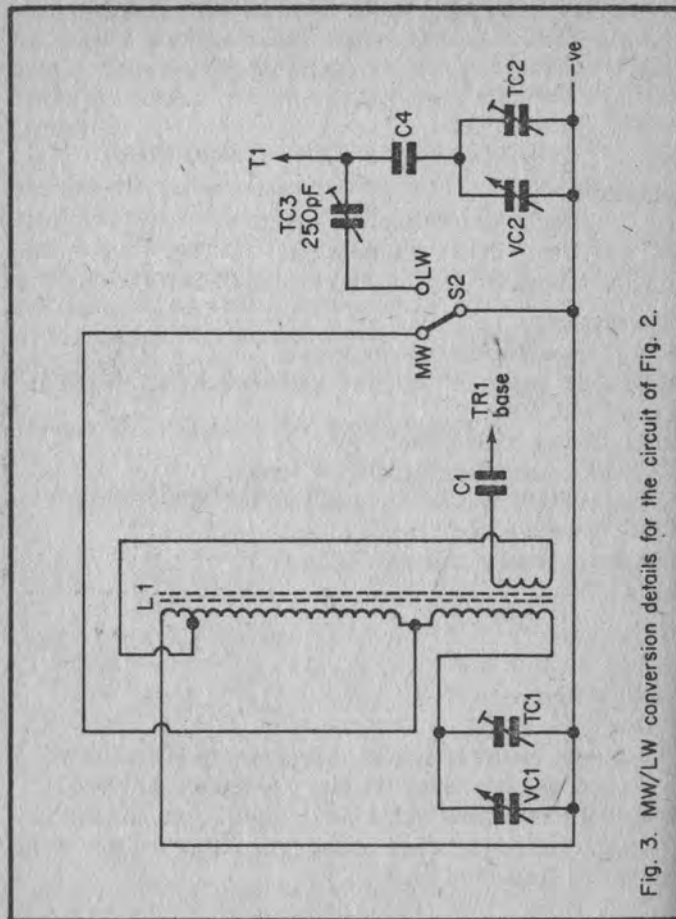 T1
TC3
250pF
C4
TC2
VC2
-ve
LW
MW
S2
TR1
base
C1
L1
TC1
VC1
Fig. 3. MW/LW conversion details for the circuit of Fig. 2.